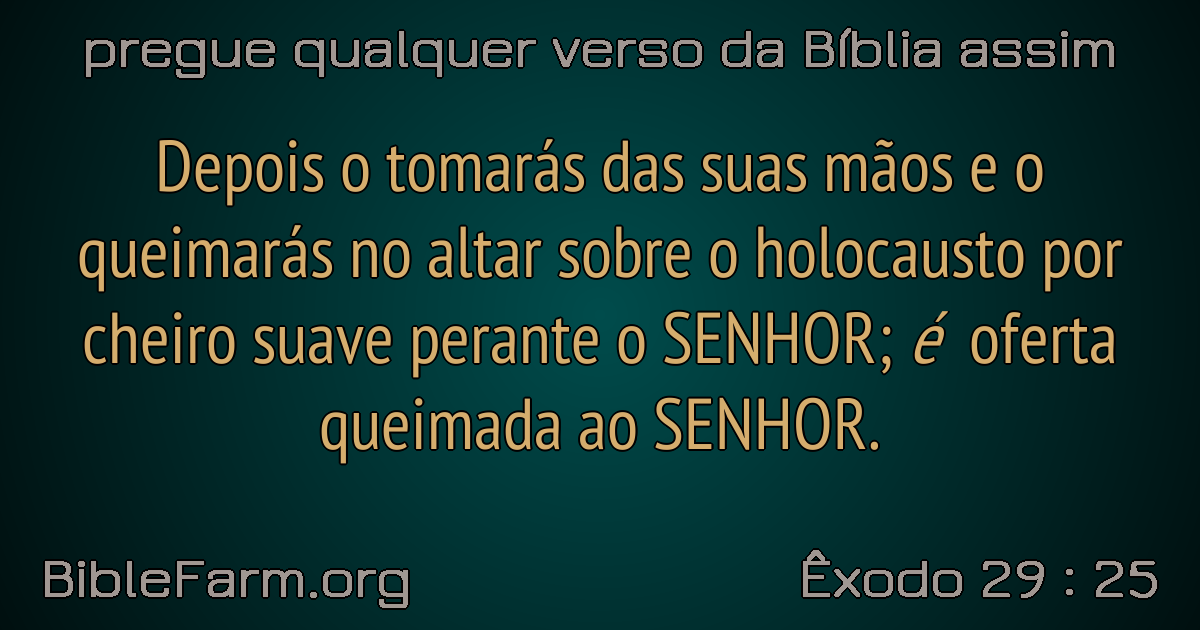 pregue qualquer verso da Bíblia assim
Depois o tomarás das suas mãos e o
queimarás no altar sobre o holocausto por
cheiro suave perante o SENHOR; é oferta
queimada ao SENHOR.
BibleFarm.org
Êxodo 29 : 25